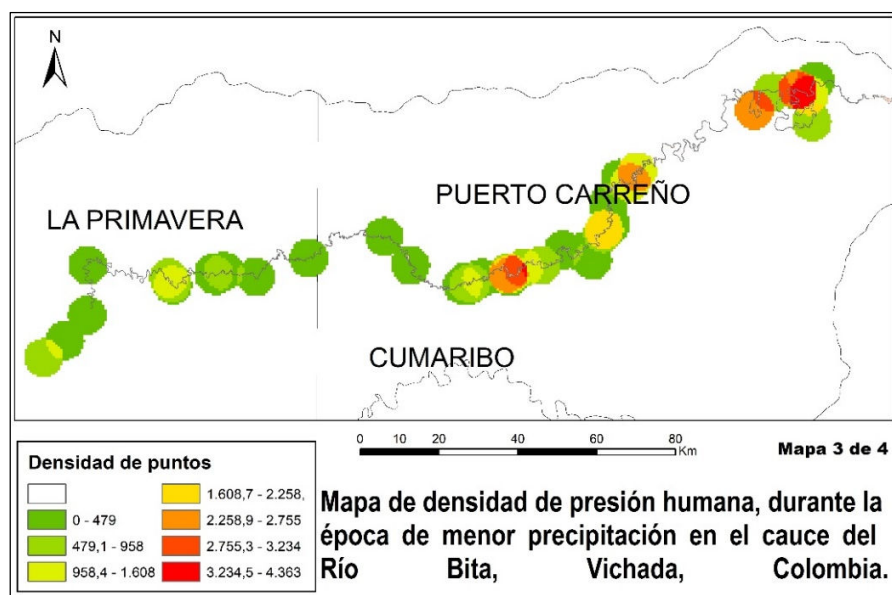 N
PUERTO CARREÑO
LA PRIMAVERA
CUMARIBO
0 10 20 40 60 80
Km
Mapa 3 de 4
Densidad de puntos
0 - 479
479,1 - 958
958,4 - 1.608
1.608,7 - 2.258,
2.258,9 - 2.755
2.755,3 - 3.234
3.234,5 - 4.363
Mapa de densidad de presión humana, durante la
época de menor precipitación en el cauce del
Río Bita, Vichada, Colombia.